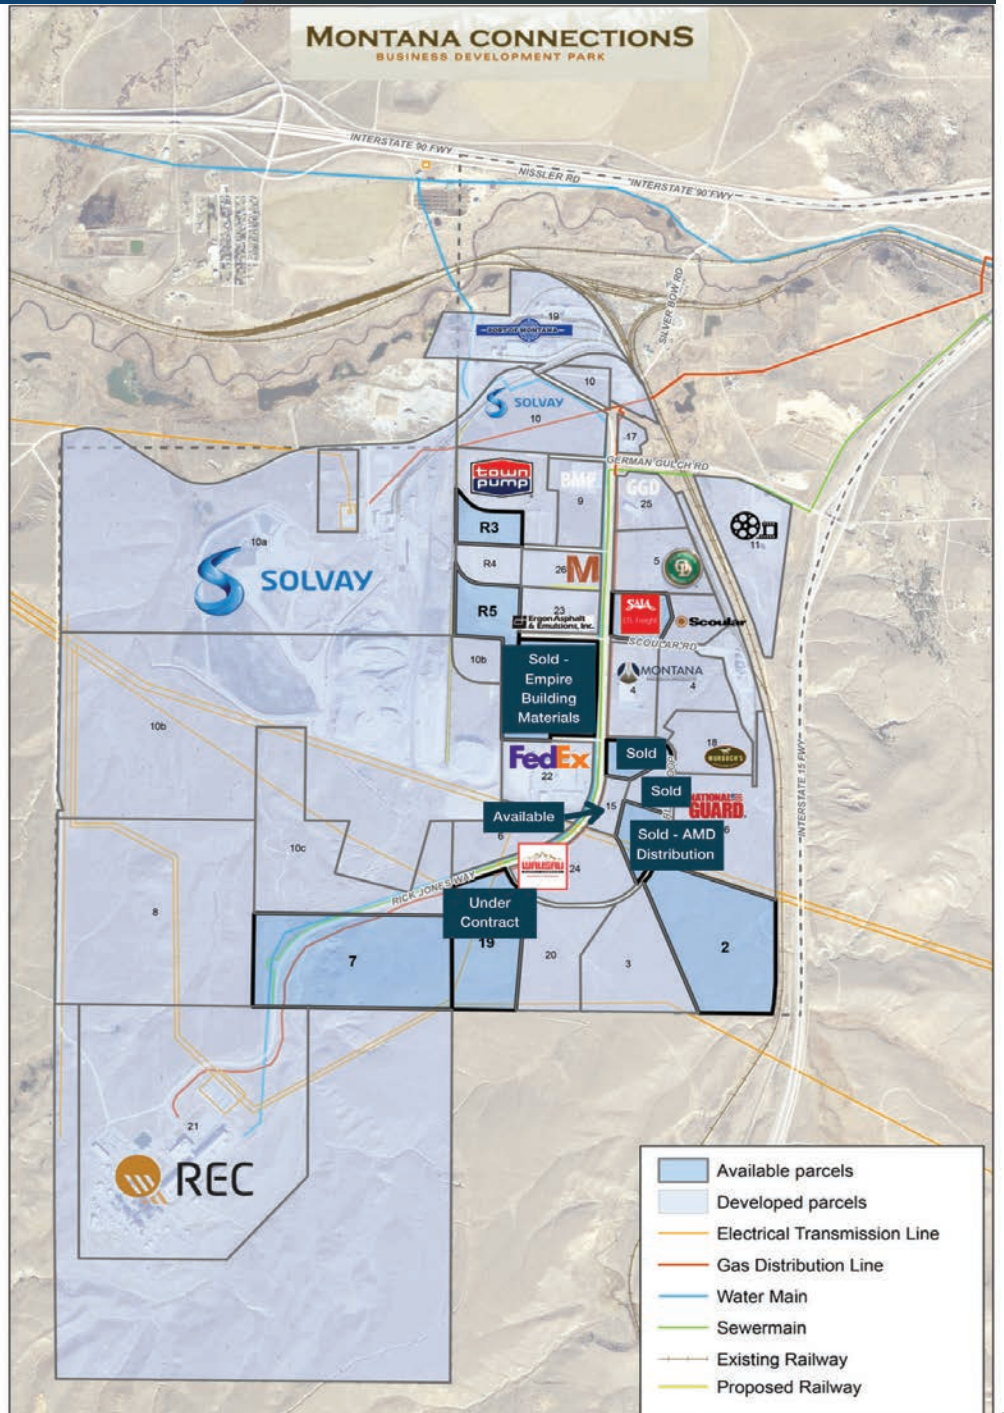 MONTANA CONNECTIONS
BUSINESS DEVELOPMENT PARK
INTERSTATE 90 FWY
NISSLER RD
INTERSTATE 90 FWY
SILVER BOW RD
19
PORT OF MONTANA
10
SOLVAY
10
17
GERMAN GULCH RD
town
pump
BMP
9
GGD
25
R3
11
10a
SOLVAY
R4
26
M
5
R5
23
Ergon Asphalt
& Emulsions, Inc.
SAIA
LTL Freight
Scoular
SCOULAR RD
10b
Sold -
Empire
Building
Materials
MONTANA
4
4
10b
FedEx
22
Sold
18
MURDOCH'S
INTERSTATE 15 FWY
Sold
NATIONAL
GUARD
6
Available
15
Sold - AMD
Distribution
10c
6
WAUSAU
24
RICK JONES WAY
8
Under
Contract
7
19
20
3
2
21
REC
Available parcels
Developed parcels
Electrical Transmission Line
Gas Distribution Line
Water Main
Sewermain
Existing Railway
Proposed Railway